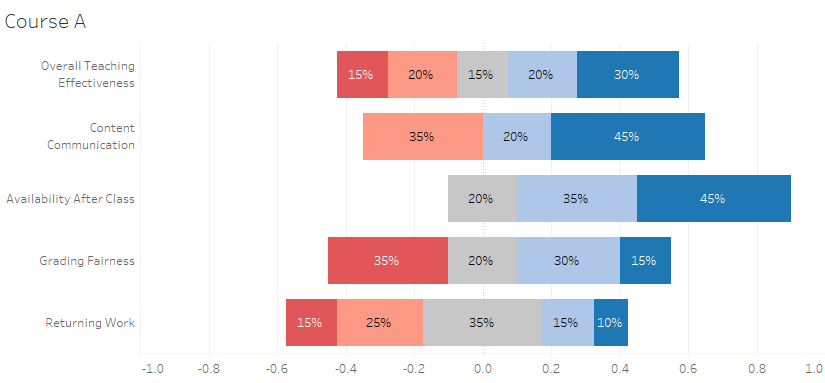 Course A
Overall Teaching
Effectiveness
15% 20% 15% 20% 30%
Content
Communication
35% 20% 45%
Availability After Class
20% 35% 45%
Grading Fairness
35% 20% 30% 15%
Returning Work
15% 25% 35% 15% 10%
-1.0 -0.8 -0.6 -0.4 -0.2 0.0 0.2 0.4 0.6 0.8 1.0